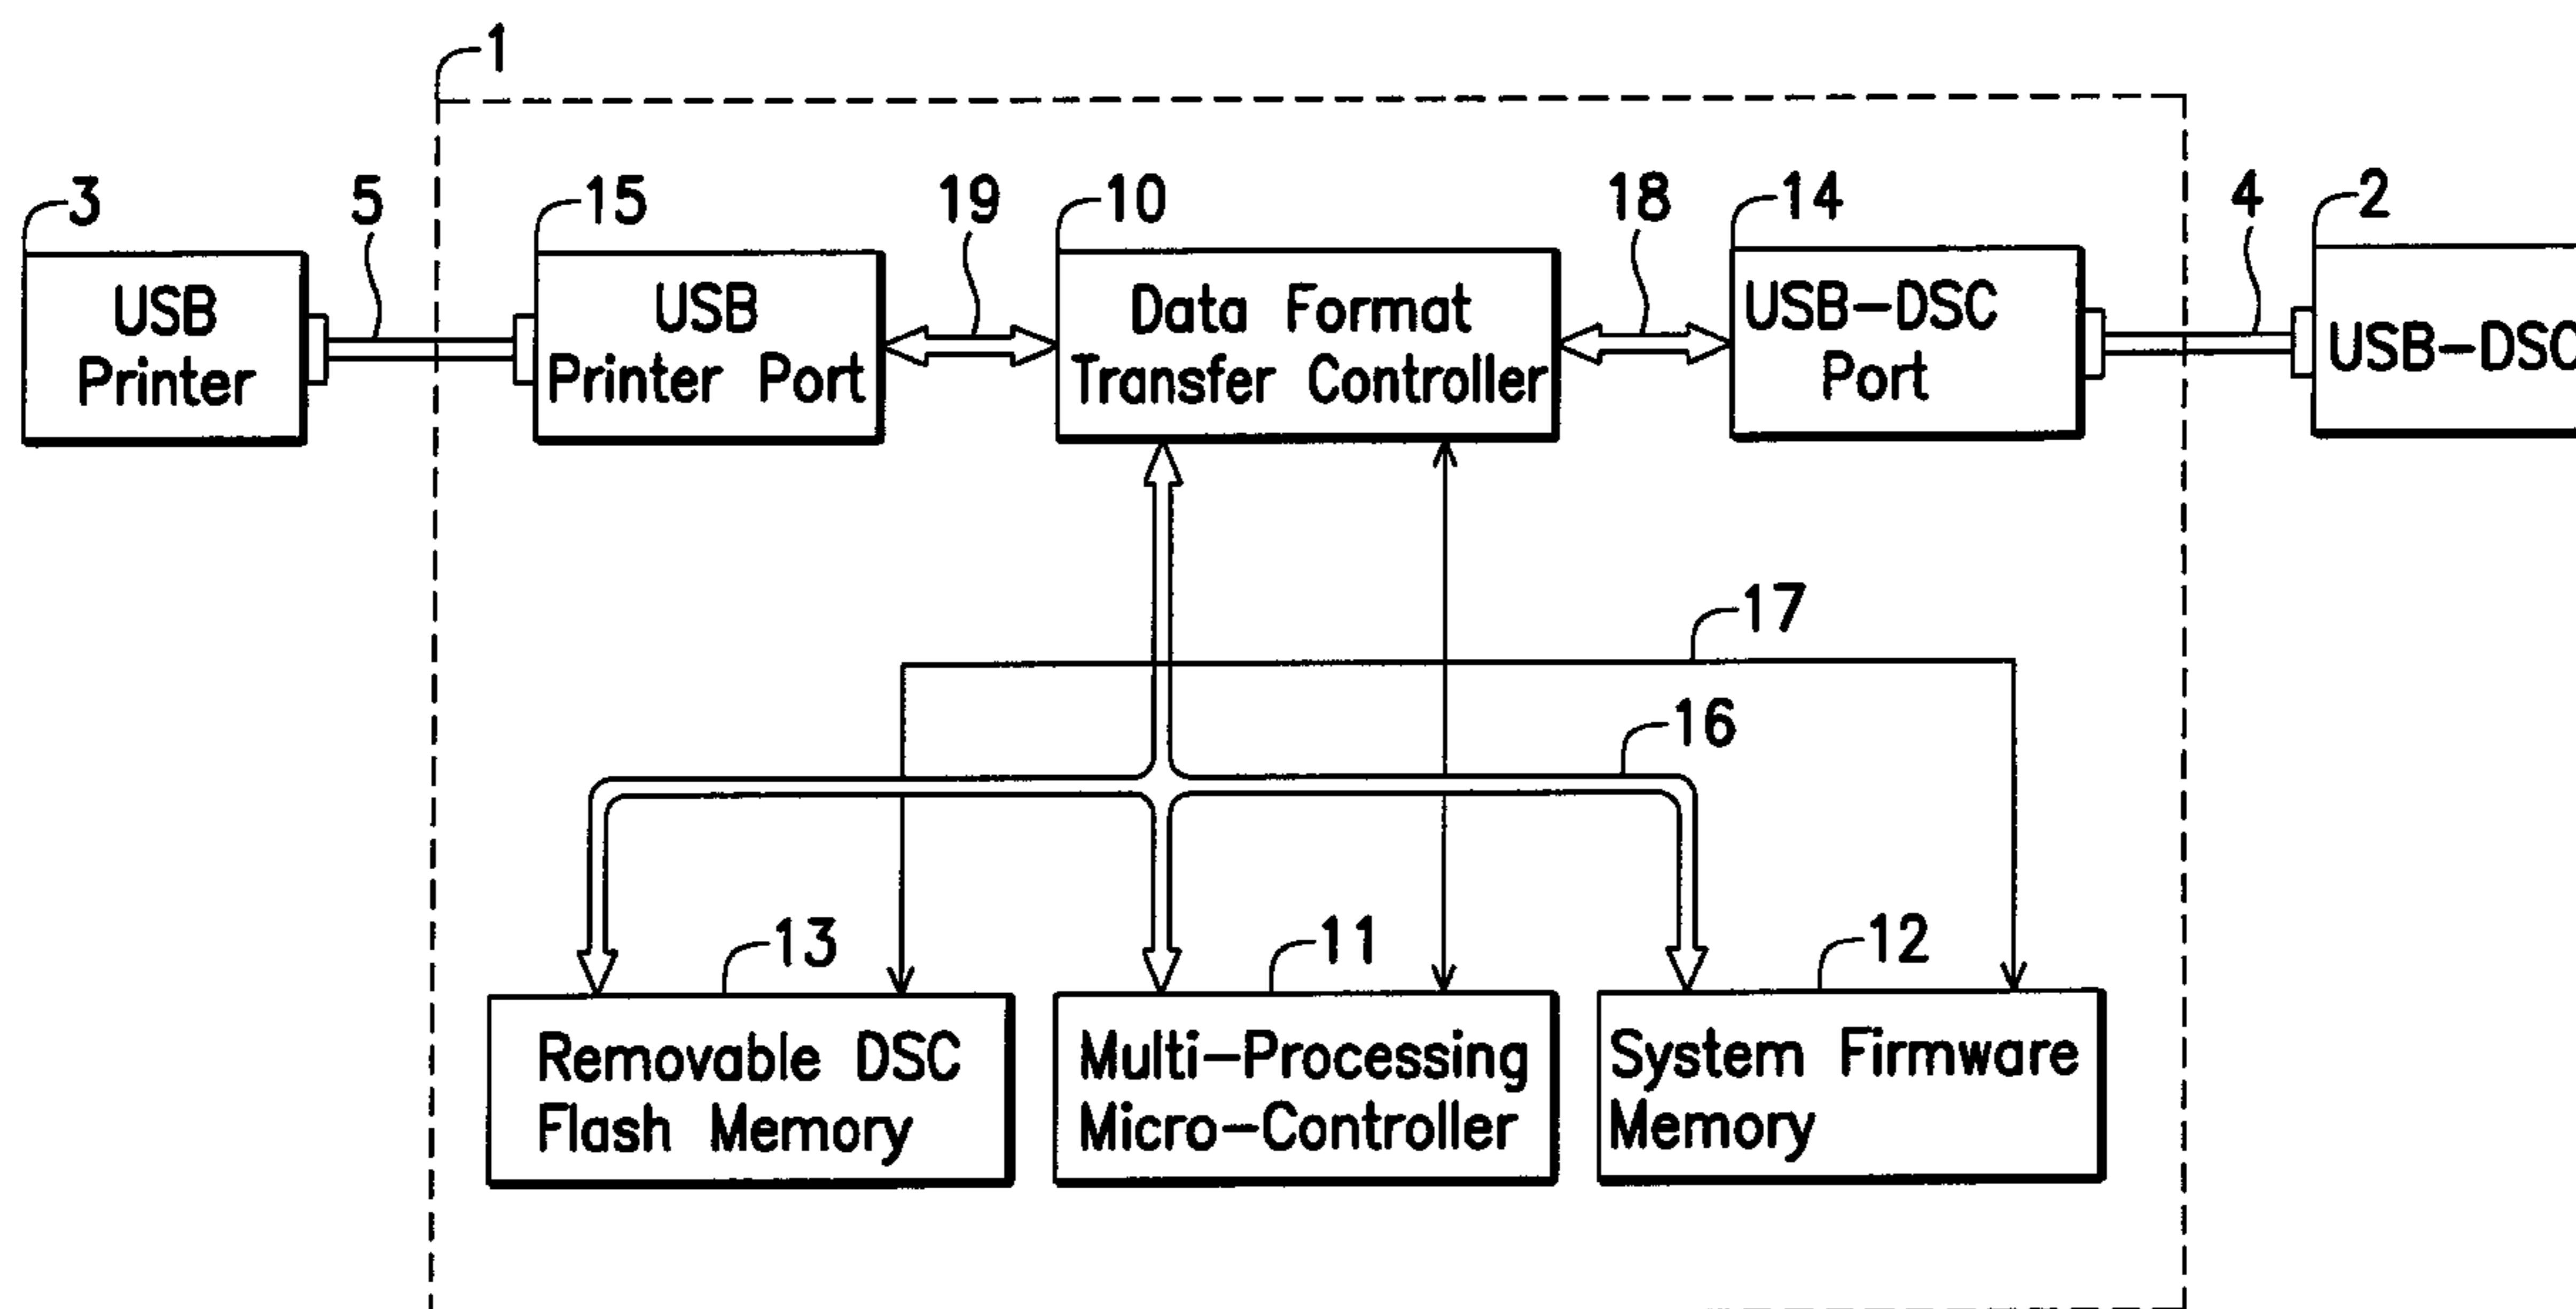 1
3
5
15
19
10
18
14
4
2
USB
Printer
USB
Printer Port
Data Format
Transfer Controller
USB-DSC
Port
USB-DSC
17
16
13
11
12
Removable DSC
Flash Memory
Multi-Processing
Micro-Controller
System Firmware
Memory